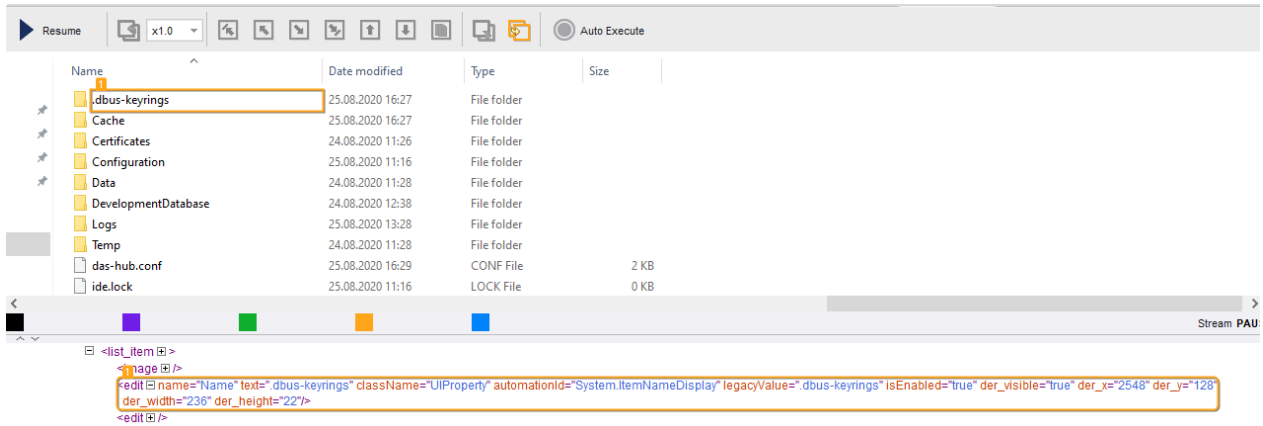 Resume x1.0 Auto Execute
Name Date modified Type Size
1
.dbus-keyrings 25.08.2020 16:27 File folder
Cache 25.08.2020 16:27 File folder
Certificates 24.08.2020 11:26 File folder
Configuration 25.08.2020 11:16 File folder
Data 24.08.2020 11:28 File folder
DevelopmentDatabase 24.08.2020 12:38 File folder
Logs 25.08.2020 13:28 File folder
Temp 24.08.2020 11:28 File folder
das-hub.conf 25.08.2020 16:29 CONF File 2 KB
ide.lock 25.08.2020 11:16 LOCK File 0 KB
Stream PAU
<list_item >
<image />
1
<edit name="Name" text=".dbus-keyrings" className="UIProperty" automationId="System.ItemNameDisplay" legacyValue=".dbus-keyrings" isEnabled="true" der_visible="true" der_x="2548" der_y="128"
der_width="236" der_height="22"/>
<edit />